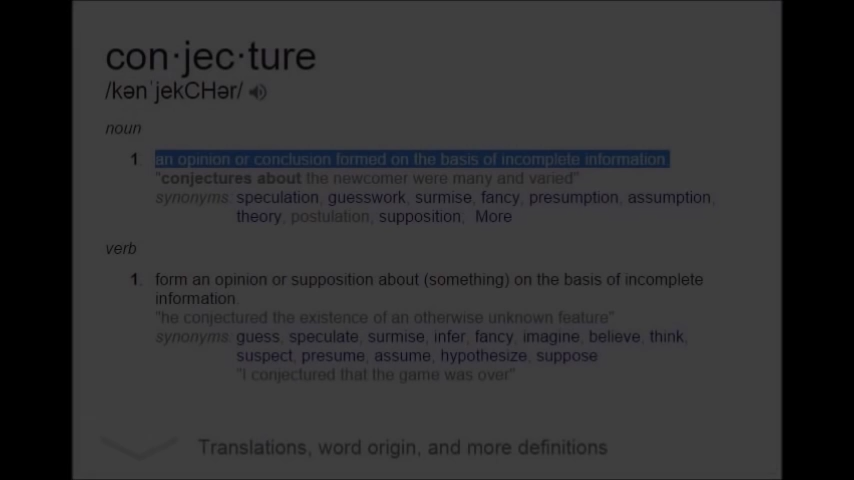 con·jec·ture
/kənˈjekCHər/
noun
1. an opinion or conclusion formed on the basis of incomplete information.
"conjectures about the newcomer were many and varied"
synonyms: speculation, guesswork, surmise, fancy, presumption, assumption,
theory, postulation, supposition; More
verb
1. form an opinion or supposition about (something) on the basis of incomplete
information.
"he conjectured the existence of an otherwise unknown feature"
synonyms: guess, speculate, surmise, infer, fancy, imagine, believe, think,
suspect, presume, assume, hypothesize, suppose
"I conjectured that the game was over"
Translations, word origin, and more definitions